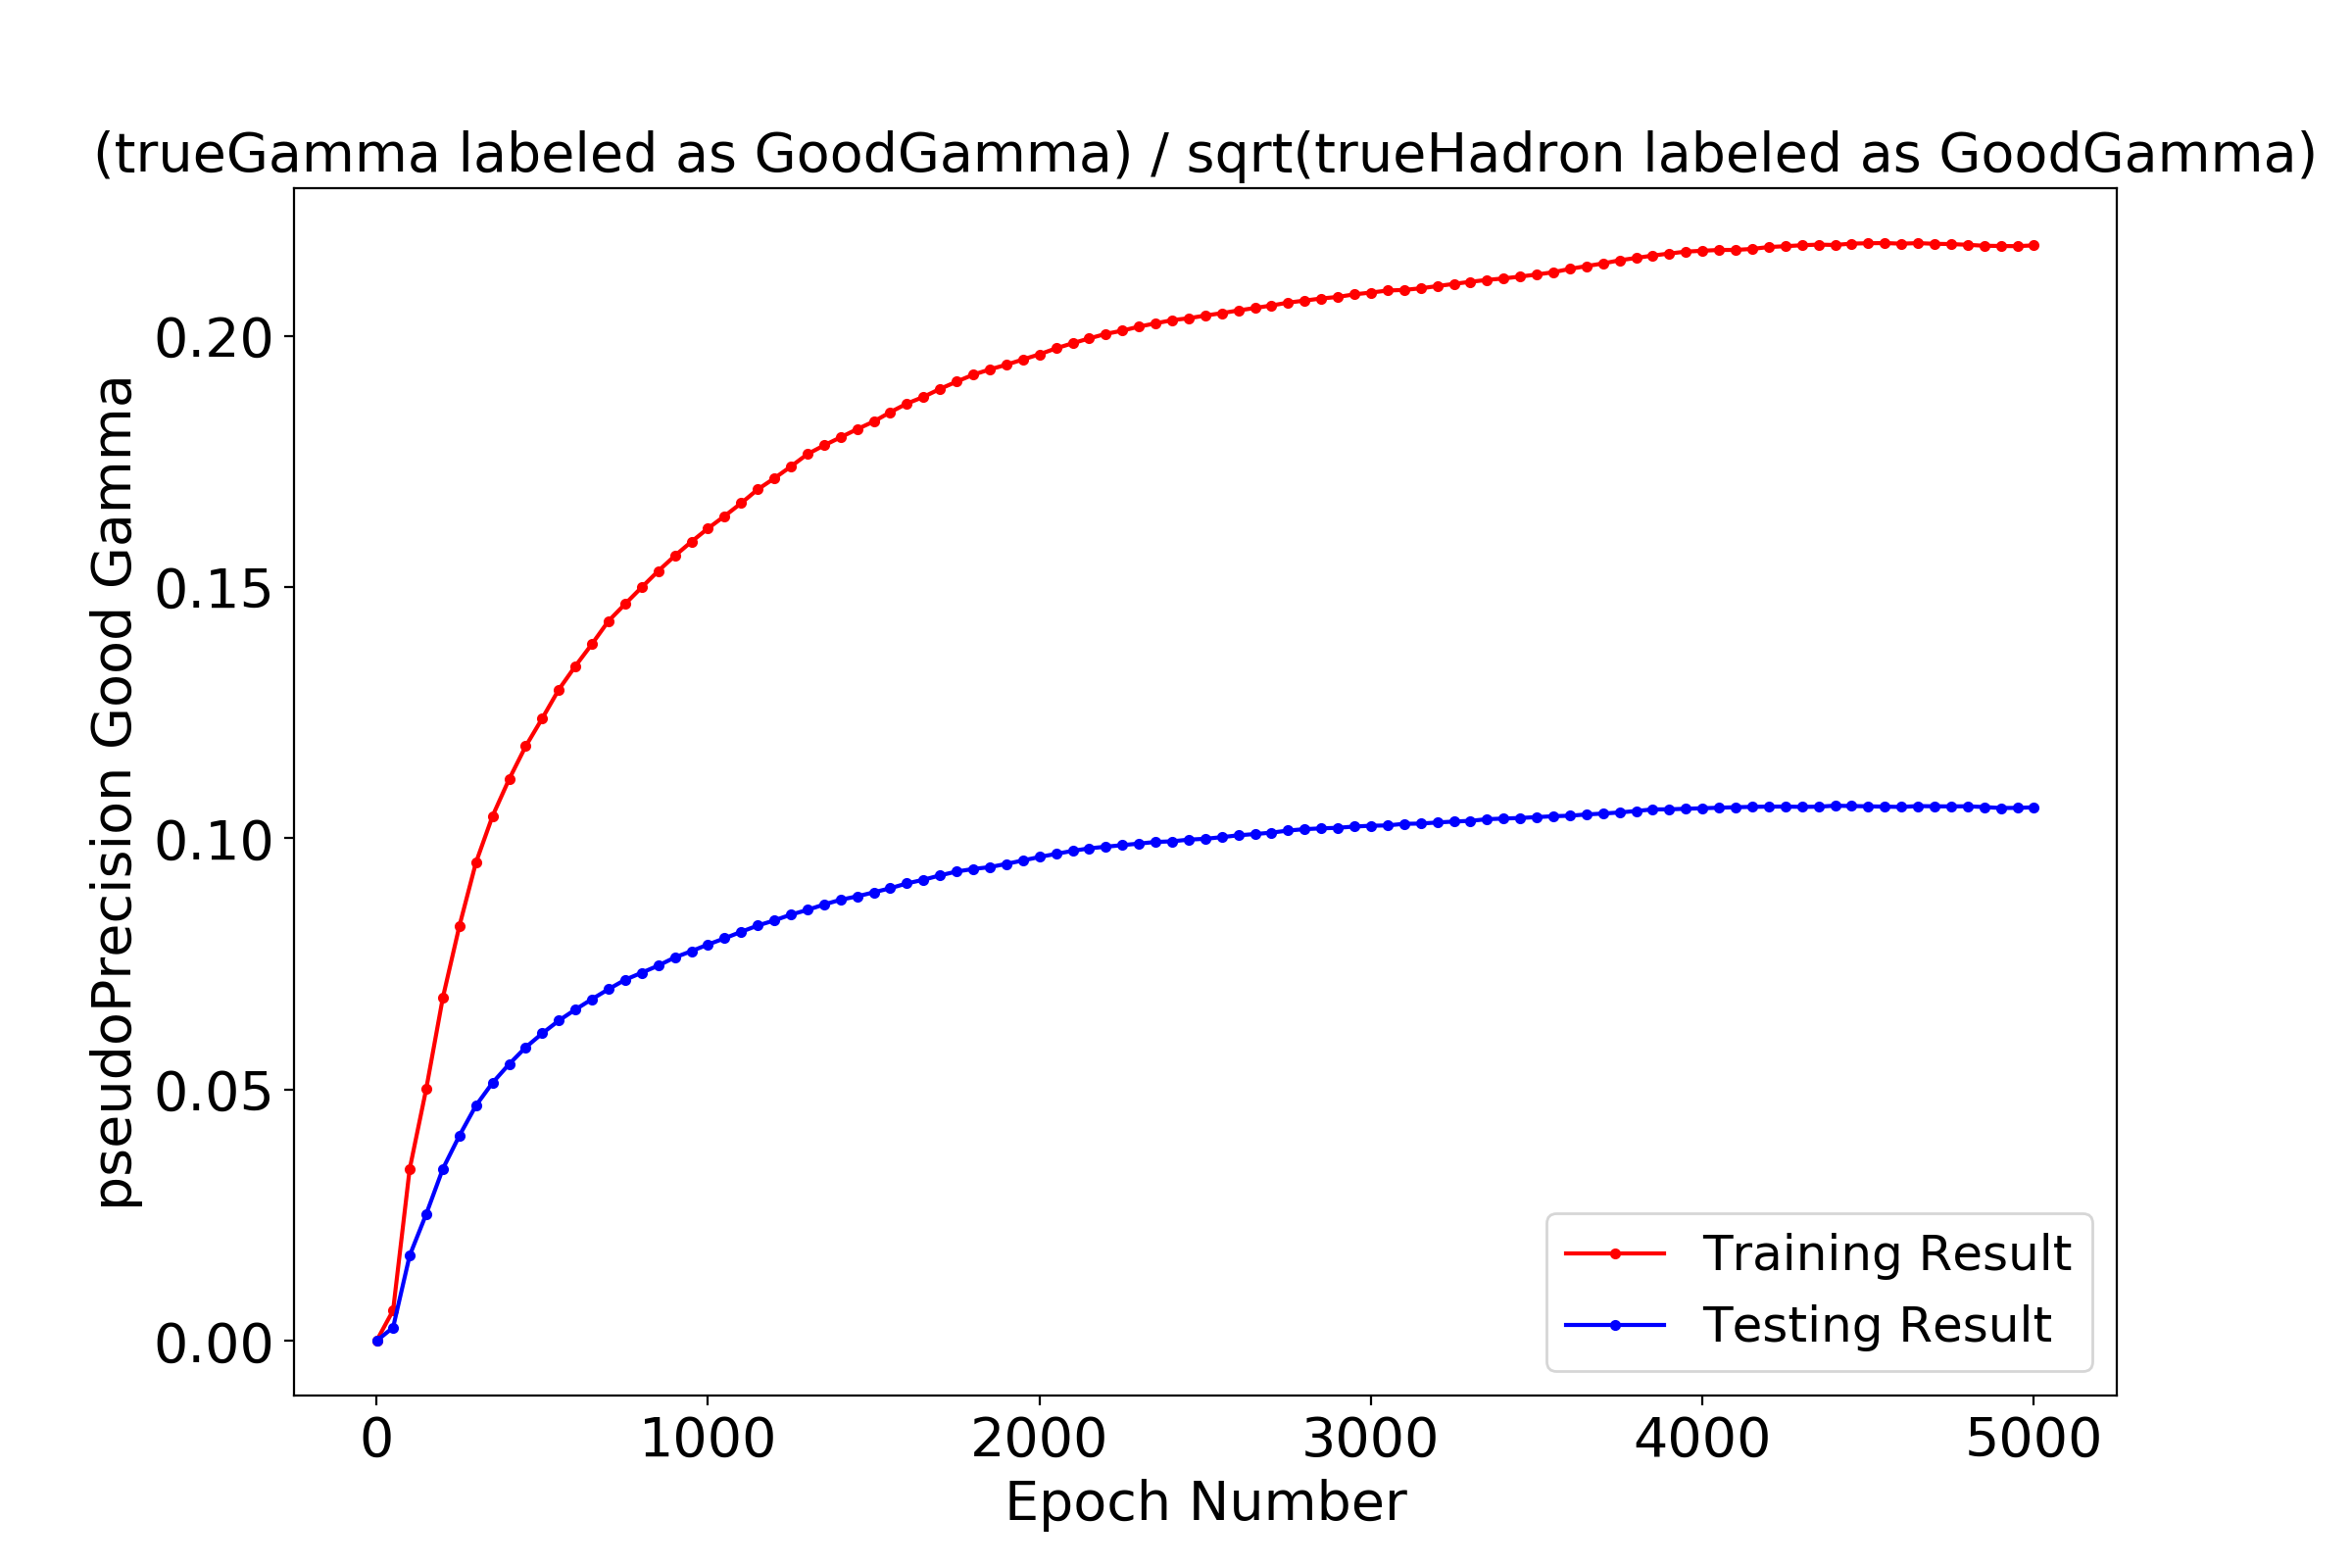 (trueGamma labeled as GoodGamma) / sqrt(trueHadron labeled as GoodGamma)
pseudoPrecision Good Gamma
0.20
0.15
0.10
0.05
0.00
Training Result
Testing Result
0 1000 2000 3000 4000 5000
Epoch Number